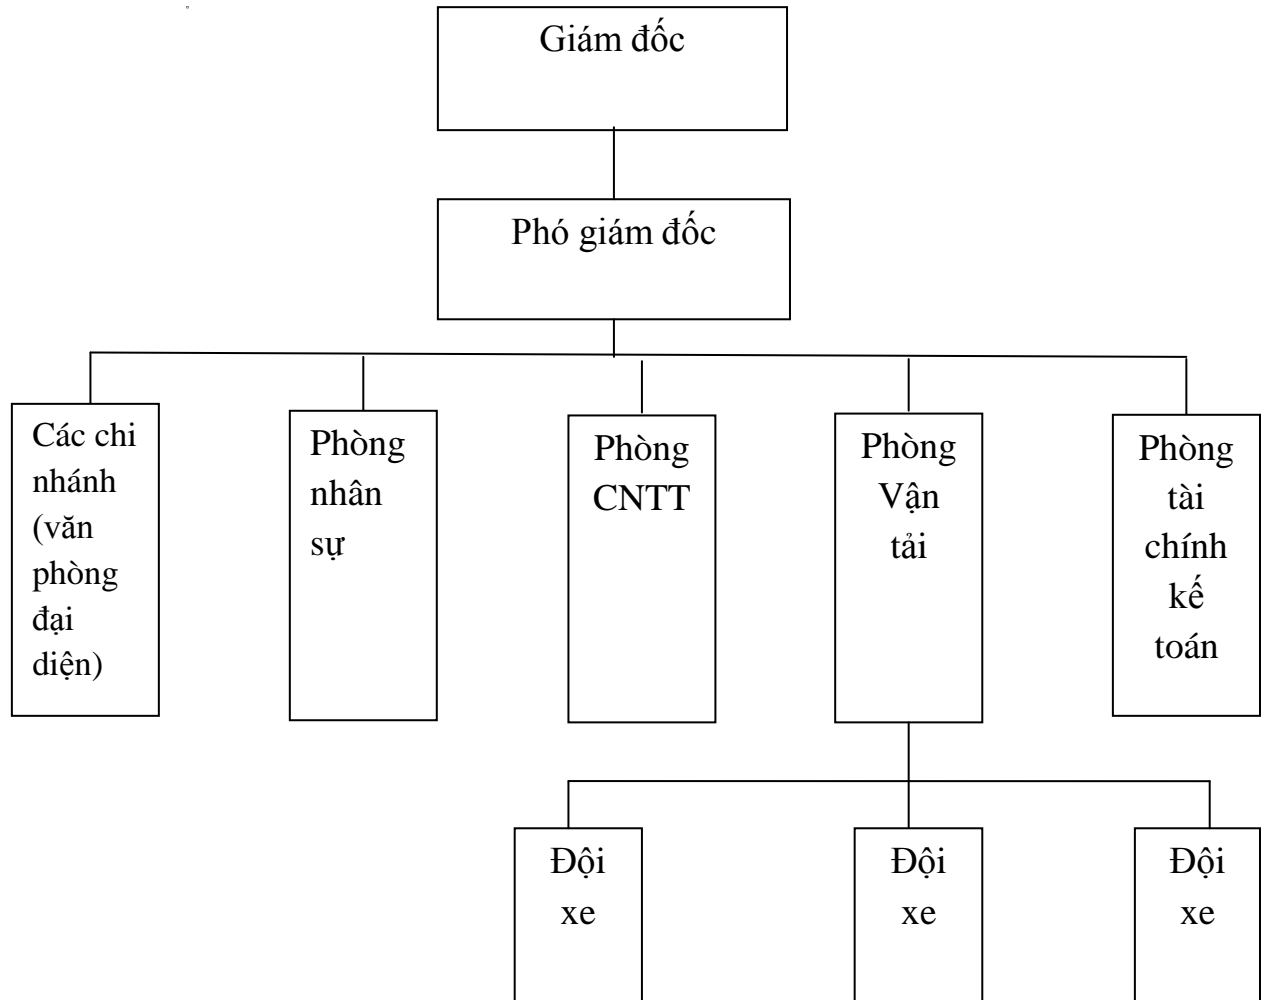 Giám đốc
Phó giám đốc
Các chi
nhánh
(văn
phòng
đại
diện)
Phòng
nhân
sự
Phòng
CNTT
Phòng
Vận
tải
Phòng
tài
chính
kế
toán
Đội
xe
Đội
xe
Đội
xe